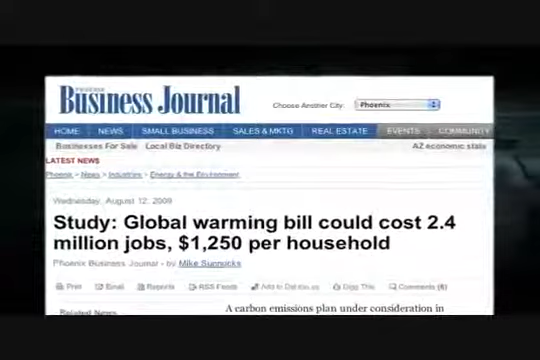 PHOENIX
Business Journal
Choose Another City: Phoenix
HOME NEWS SMALL BUSINESS SALES & MKTG REAL ESTATE EVENTS COMMUNITY
Businesses For Sale Local Biz Directory AZ economic stats
LATEST NEWS
Phoenix > News > Industries > Energy & the Environment
Wednesday, August 12, 2009
Study: Global warming bill could cost 2.4
million jobs, $1,250 per household
Phoenix Business Journal - by Mike Sunnucks
Print Email Reprints RSS Feeds Add to Del.icio.us Digg This Comments (6)
Related News
A carbon emissions plan under consideration in